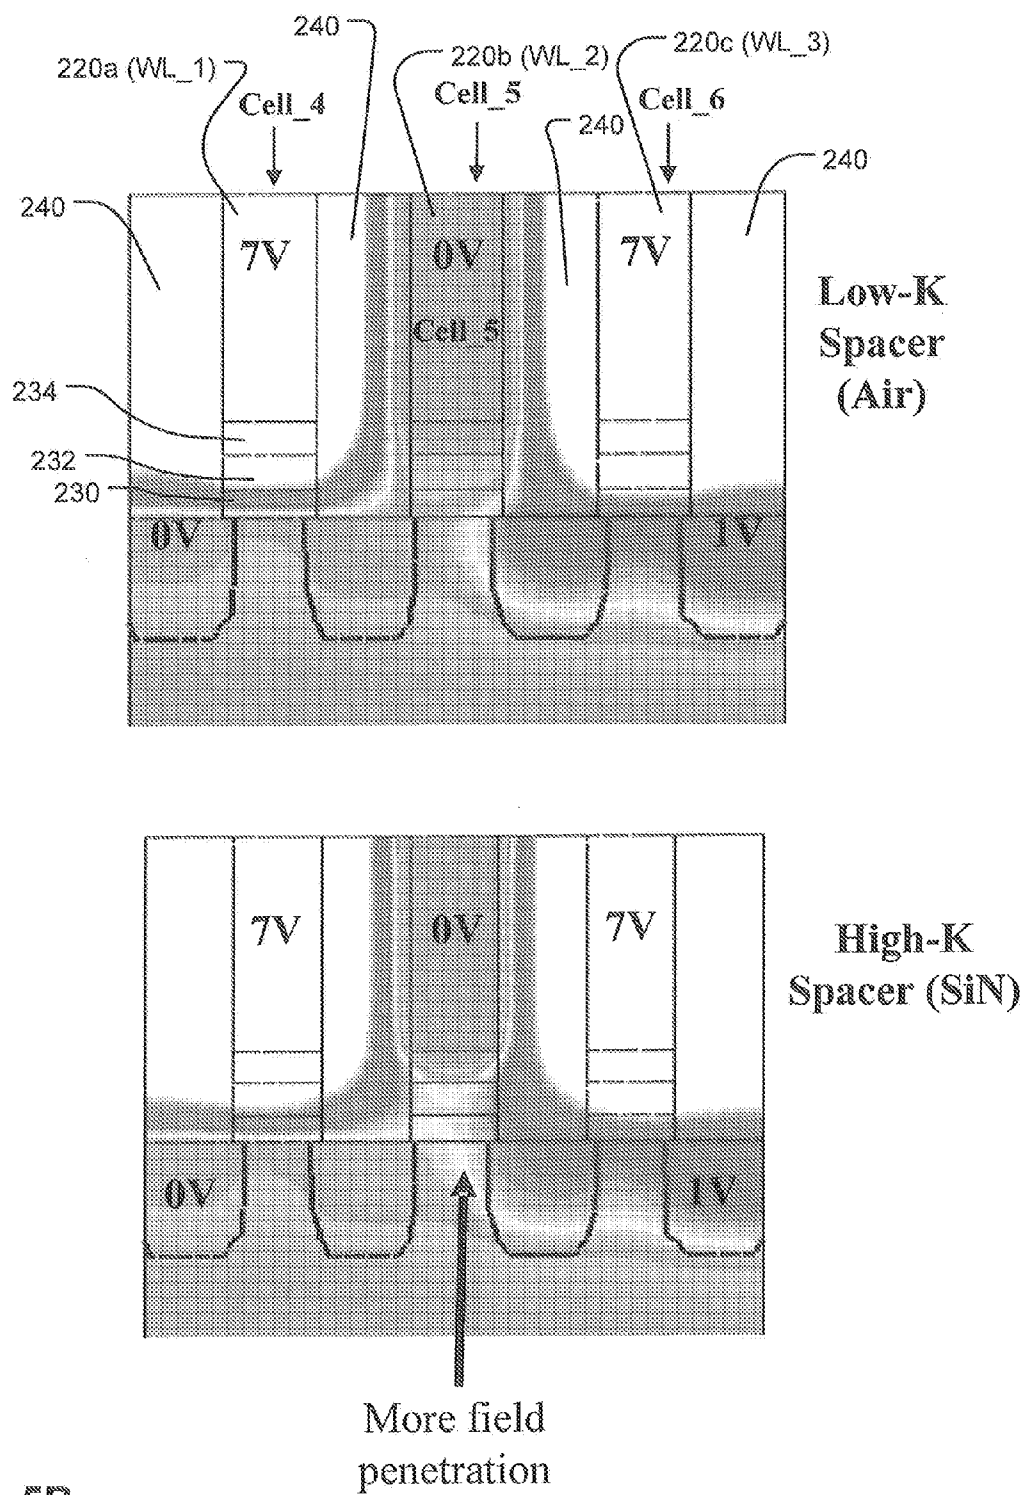 240
220a (WL_1)
220b (WL_2)
220c (WL_3)
Cell_4
Cell_5
Cell_6
240
240
240
7V
0V
7V
Cell_5
Low-K
Spacer
(Air)
234
232
230
0V
1V
7V
0V
7V
High-K
Spacer (SiN)
0V
1V
More field
penetration